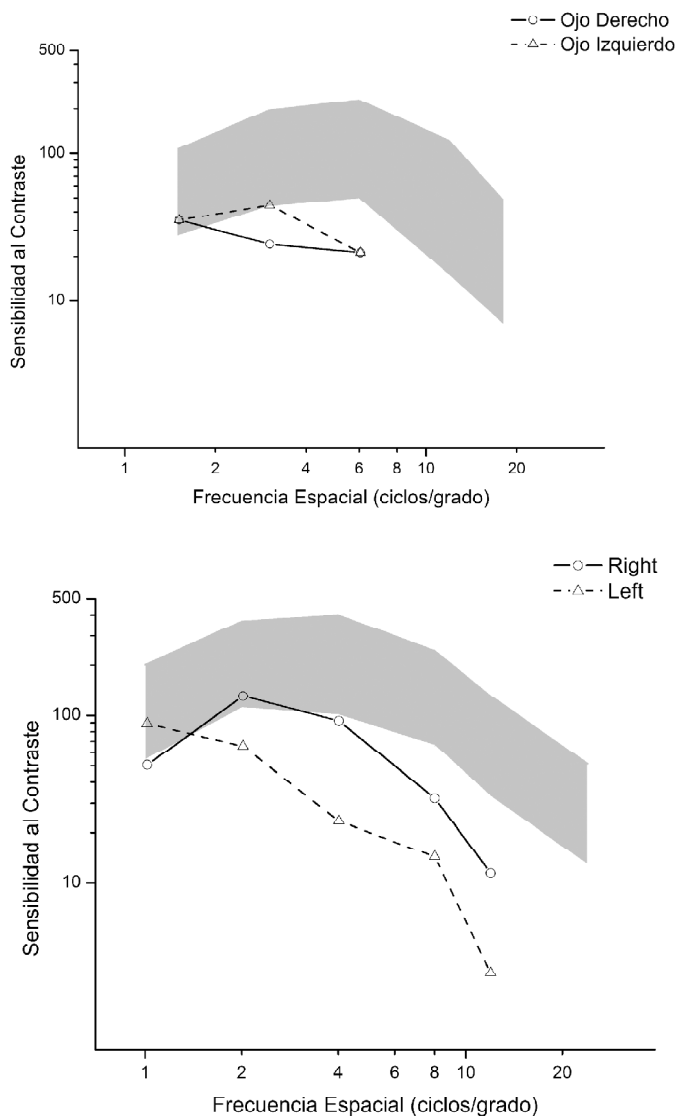 Ojo Derecho
Ojo Izquierdo
500
100
10
Sensibilidad al Contraste
1 2 4 6 8 10 20
Frecuencia Espacial (ciclos/grado)
Right
Left
500
100
10
Sensibilidad al Contraste
1 2 4 6 8 10 20
Frecuencia Espacial (ciclos/grado)